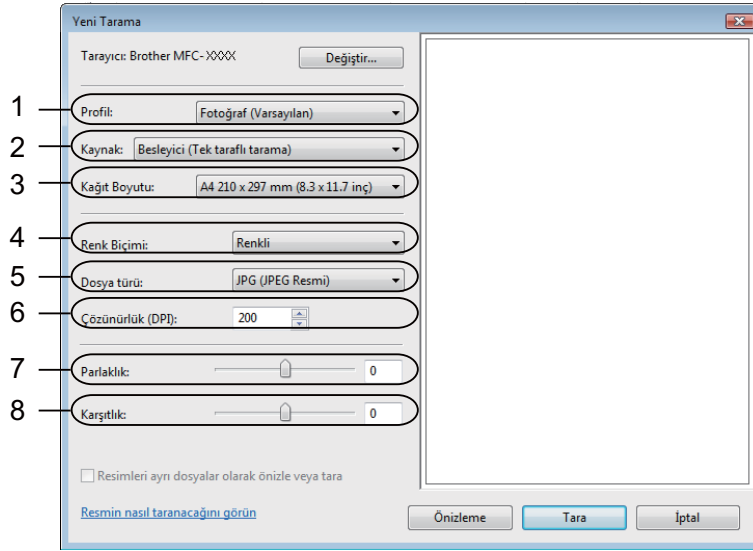 Yeni Tarama
Tarayıcı: Brother MFC-XXXX
Değiştir...
1 Profil: Fotoğraf (Varsayılan)
2 Kaynak: Besleyici (Tek taraflı tarama)
3 Kağıt Boyutu: A4 210 x 297 mm (8.3 x 11.7 inç)
4 Renk Biçimi: Renkli
5 Dosya türü: JPG (JPEG Resmi)
6 Çözünürlük (DPI): 200
7 Parlaklık: 0
8 Karşıtlık: 0
Resimleri ayrı dosyalar olarak önizle veya tara
Resmin nasıl taranacağını görün
Önizleme Tara İptal